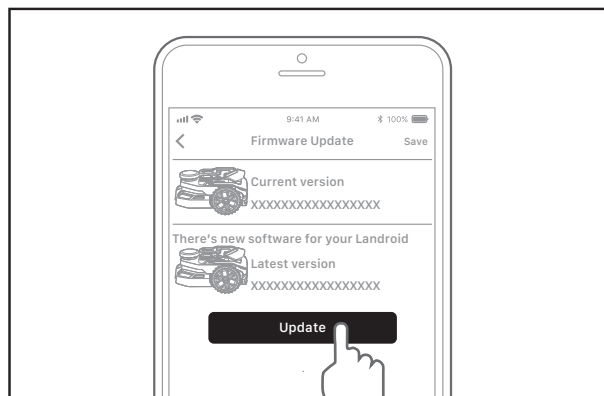 9:41 AM 100%
Firmware Update Save
Current version
XXXXXXXXXXXXXXXXX
There's new software for your Landroid
Latest version
XXXXXXXXXXXXXXXXX
Update